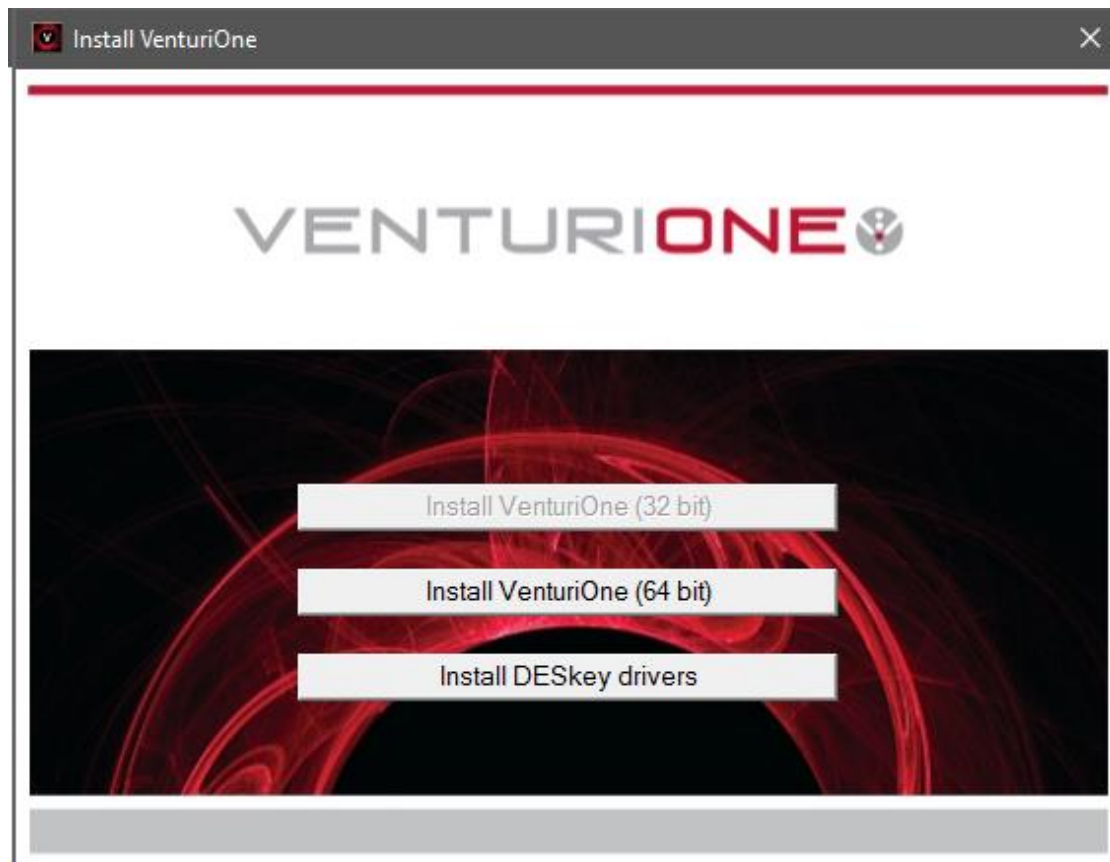 Install VenturiOne
VENTURIONE
Install VenturiOne (32 bit)
Install VenturiOne (64 bit)
Install DESkey drivers